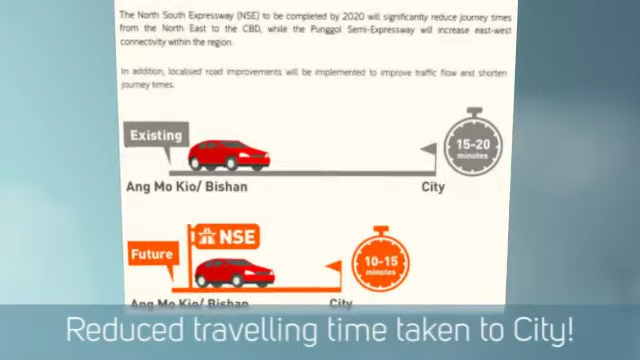 The North South Expressway (NSE) to be completed by 2020 will significantly reduce journey times
from the North East to the CBD, while the Punggol Semi-Expressway will increase east-west
connectivity within the region.
In addition, localised road improvements will be implemented to improve traffic flow and shorten
journey times.
Existing
15-20
minutes
Ang Mo Kio/ Bishan
City
NSE
Future
10-15
minutes
Ang Mo Kio/ Bishan
City
Reduced travelling time taken to City!